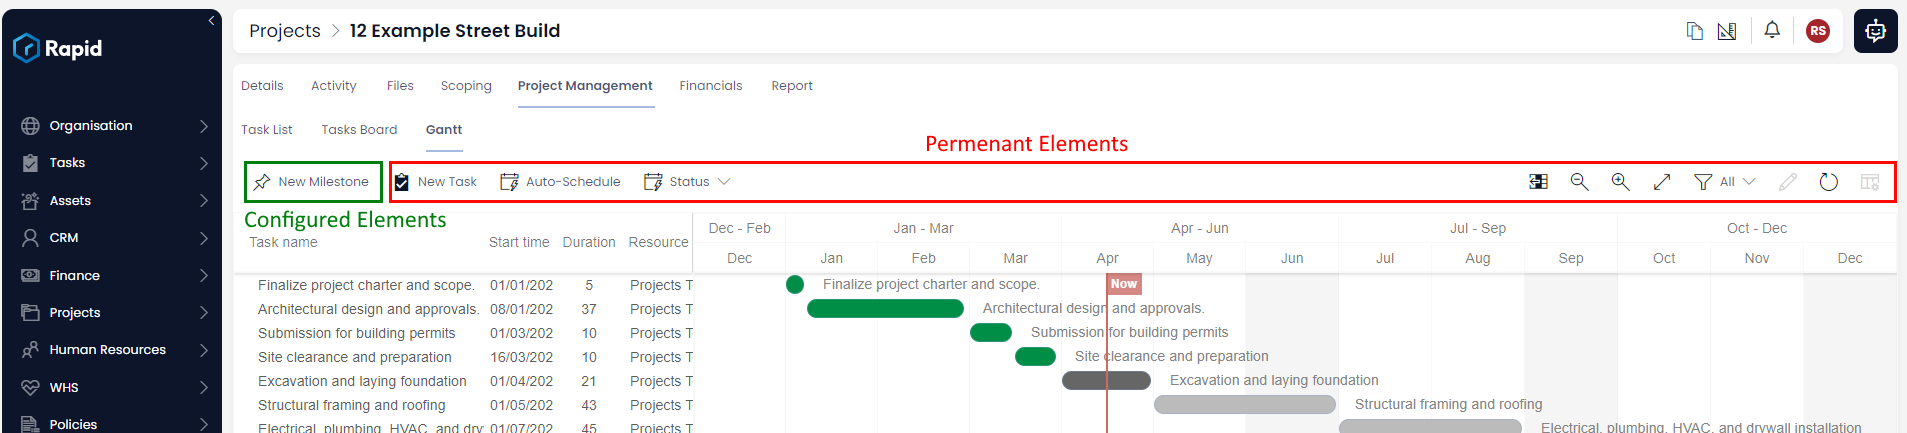 Rapid
Projects > 12 Example Street Build
RS
Details Activity Files Scoping Project Management Financials Report
Organisation
Task List Tasks Board Gantt
Permenant Elements
Tasks
New Milestone New Task Auto-Schedule Status All
Assets
Configured Elements
Dec - Feb Jan - Mar Apr - Jun Jul - Sep Oct - Dec
CRM
Task name Start time Duration Resource
Dec Jan Feb Mar Apr May Jun Jul Aug Sep Oct Nov Dec
Finance
Finalize project charter and scope. 01/01/202 5 Projects T Finalize project charter and scope. Now
Architectural design and approvals. 08/01/202 37 Projects T Architectural design and approvals.
Projects
Submission for building permits 01/03/202 10 Projects T Submission for building permits
Human Resources
Site clearance and preparation 16/03/202 10 Projects T Site clearance and preparation
Excavation and laying foundation 01/04/202 21 Projects T Excavation and laying foundation
WHS
Structural framing and roofing 01/05/202 43 Projects T Structural framing and roofing
Policies
Electrical, plumbing, HVAC, and dry 01/07/202 45 Projects T Electrical, plumbing, HVAC, and drywall installation